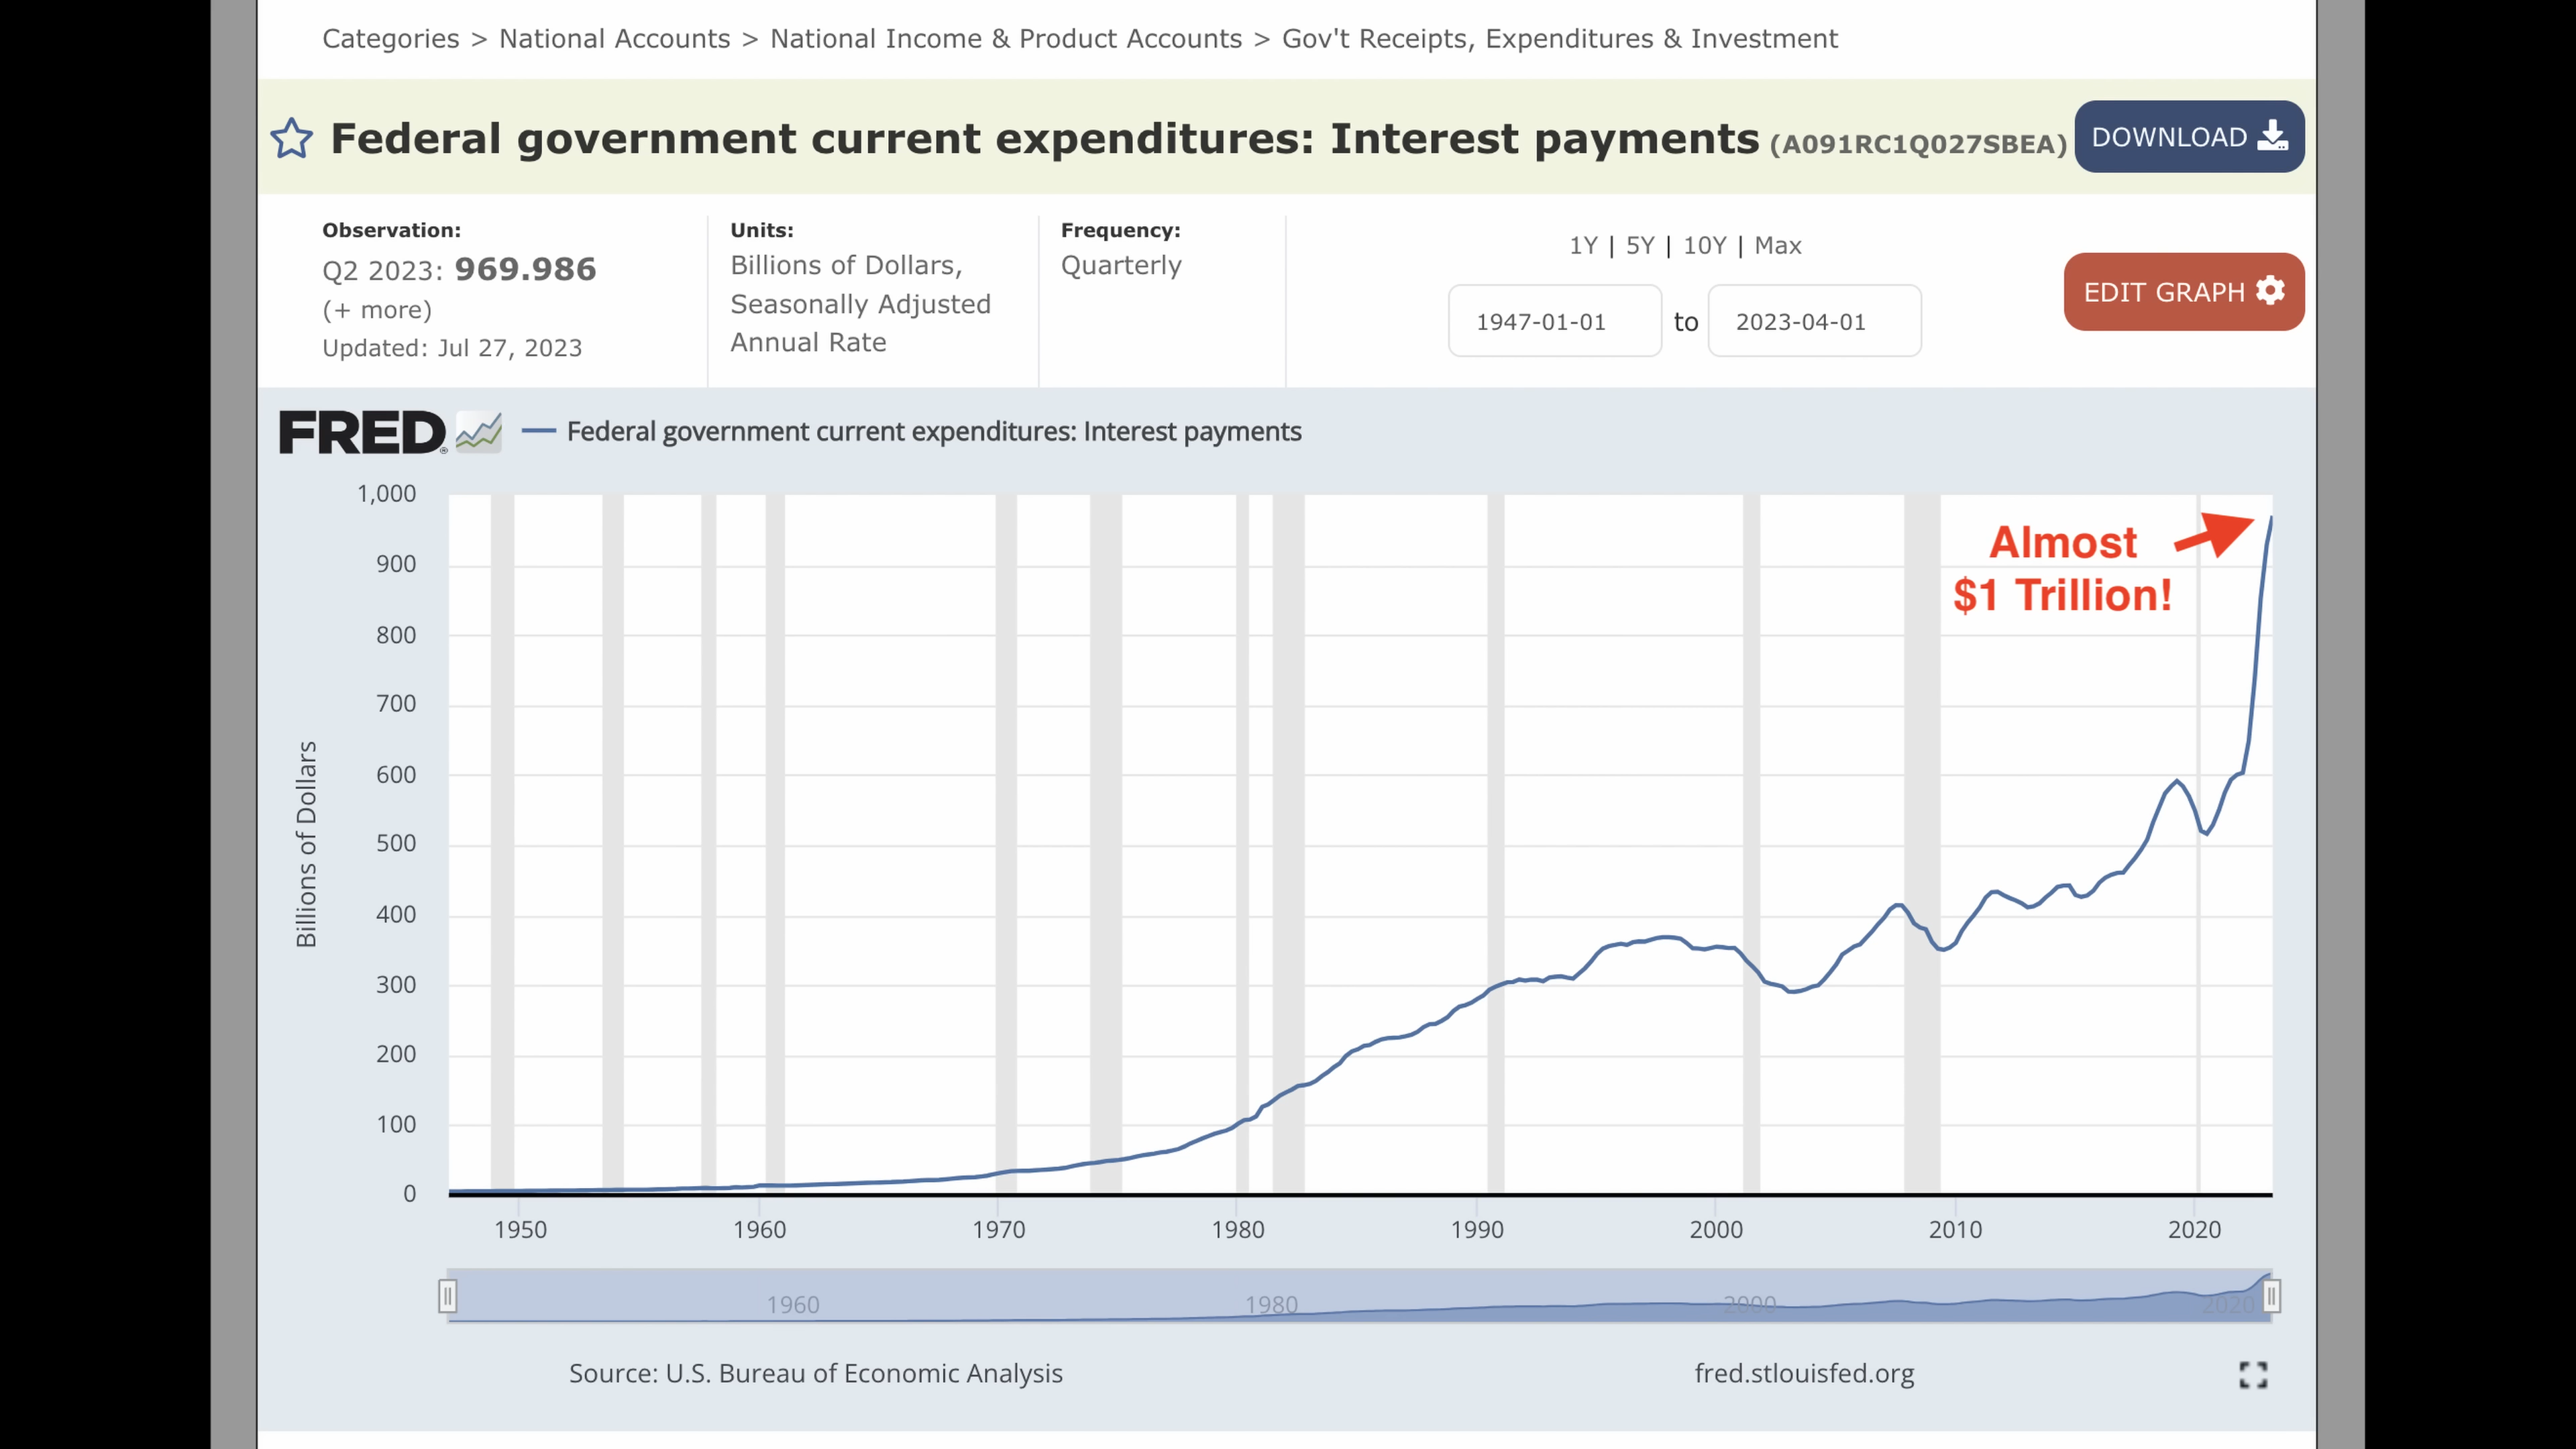 Categories > National Accounts > National Income & Product Accounts > Gov't Receipts, Expenditures & Investment
Federal government current expenditures: Interest payments (A091RC1Q027SBEA)
DOWNLOAD
Observation:
Q2 2023: 969.986
(+ more)
Updated: Jul 27, 2023
Units:
Billions of Dollars,
Seasonally Adjusted
Annual Rate
Frequency:
Quarterly
1Y | 5Y | 10Y | Max
1947-01-01 to 2023-04-01
EDIT GRAPH
FRED
Federal government current expenditures: Interest payments
1,000
900
800
700
600
500
400
300
200
100
0
Billions of Dollars
Almost
$1 Trillion!
1950 1960 1970 1980 1990 2000 2010 2020
1960 1980 2000 2020
Source: U.S. Bureau of Economic Analysis
fred.stlouisfed.org